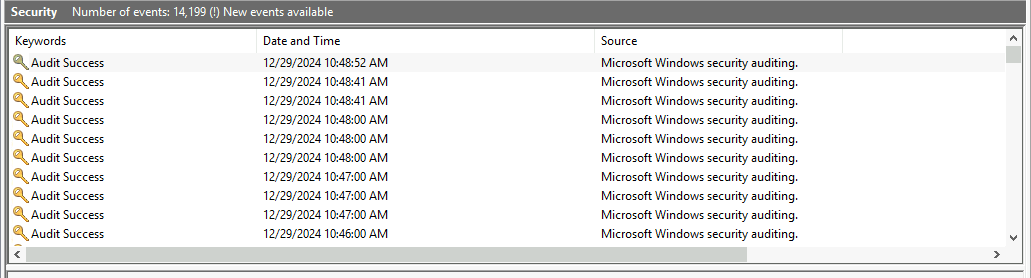 Security Number of events: 14,199 (!) New events available
Keywords Date and Time Source
Audit Success 12/29/2024 10:48:52 AM Microsoft Windows security auditing.
Audit Success 12/29/2024 10:48:41 AM Microsoft Windows security auditing.
Audit Success 12/29/2024 10:48:41 AM Microsoft Windows security auditing.
Audit Success 12/29/2024 10:48:00 AM Microsoft Windows security auditing.
Audit Success 12/29/2024 10:48:00 AM Microsoft Windows security auditing.
Audit Success 12/29/2024 10:48:00 AM Microsoft Windows security auditing.
Audit Success 12/29/2024 10:47:00 AM Microsoft Windows security auditing.
Audit Success 12/29/2024 10:47:00 AM Microsoft Windows security auditing.
Audit Success 12/29/2024 10:47:00 AM Microsoft Windows security auditing.
Audit Success 12/29/2024 10:46:00 AM Microsoft Windows security auditing.